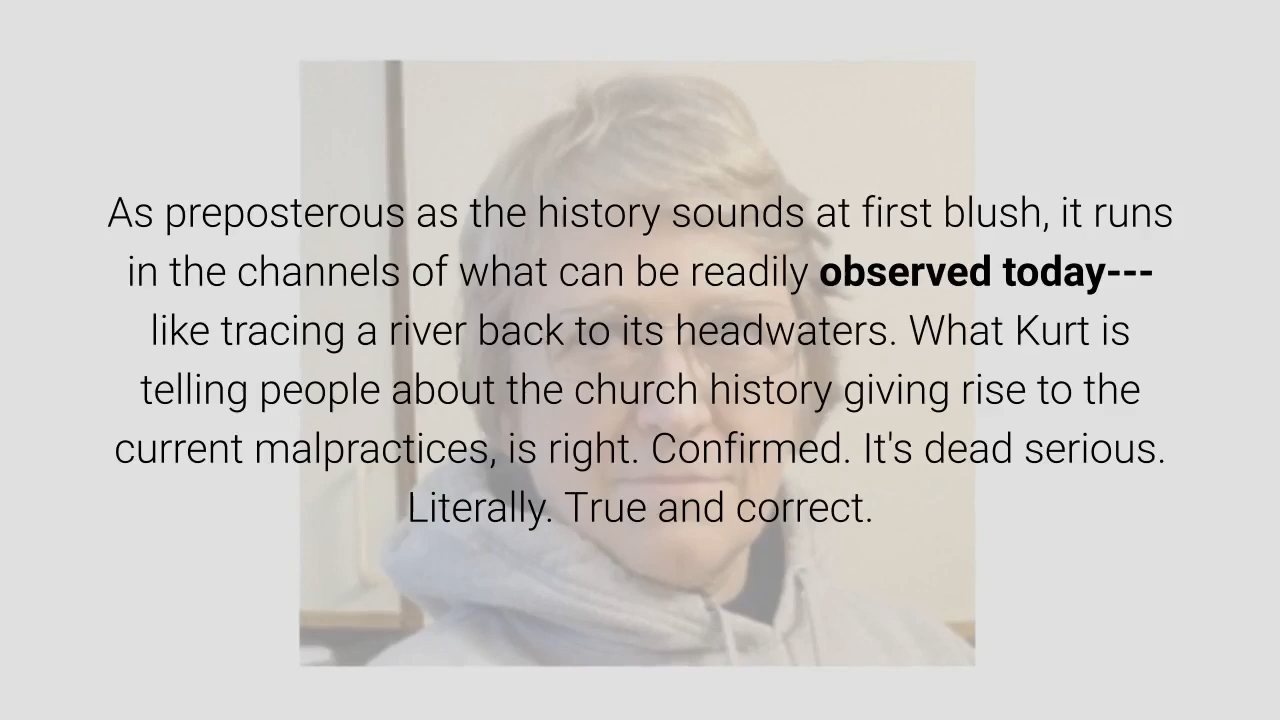 As preposterous as the history sounds at first blush, it runs
in the channels of what can be readily observed today---
like tracing a river back to its headwaters. What Kurt is
telling people about the church history giving rise to the
current malpractices, is right. Confirmed. It's dead serious.
Literally. True and correct.